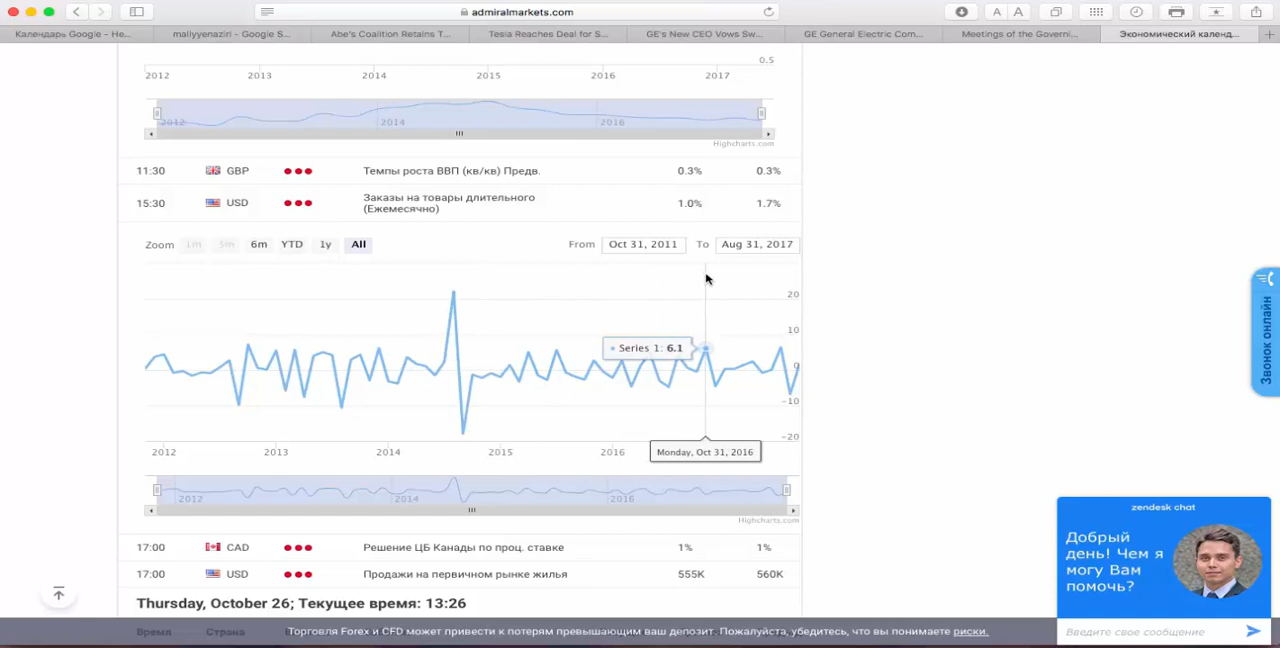 admiralmarkets.com
A A
Календарь Google - Не...
maliyyenaziri - Google S...
Abe's Coalition Retains T...
Tesla Reaches Deal for S...
GE's New CEO Vows Sw...
GE General Electric Com...
Meetings of the Governi...
Экономический календ...
0.5
2012 2013 2014 2015 2016 2017
2012 2014 2016
Highcharts.com
11:30 GBP Темпы роста ВВП (кв/кв) Предв. 0.3% 0.3%
15:30 USD Заказы на товары длительного 1.0% 1.7%
(Ежемесячно)
Zoom 1m 3m 6m YTD 1y All From Oct 31, 2011 To Aug 31, 2017
20
10
Series 1: 6.1
0
-10
-20
2012 2013 2014 2015 2016
Monday, Oct 31, 2016
2012 2014 2016
Highcharts.com
17:00 CAD Решение ЦБ Канады по проц. ставке 1% 1%
17:00 USD Продажи на первичном рынке жилья 555K 560K
Thursday, October 26; Текущее время: 13:26
Время Страна
Торговля Forex и CFD может привести к потерям превышающим ваш депозит. Пожалуйста, убедитесь, что вы понимаете риски.
Звонок онлайн
zendesk chat
Добрый
день! Чем я
могу Вам
помочь?
Введите свое сообщение